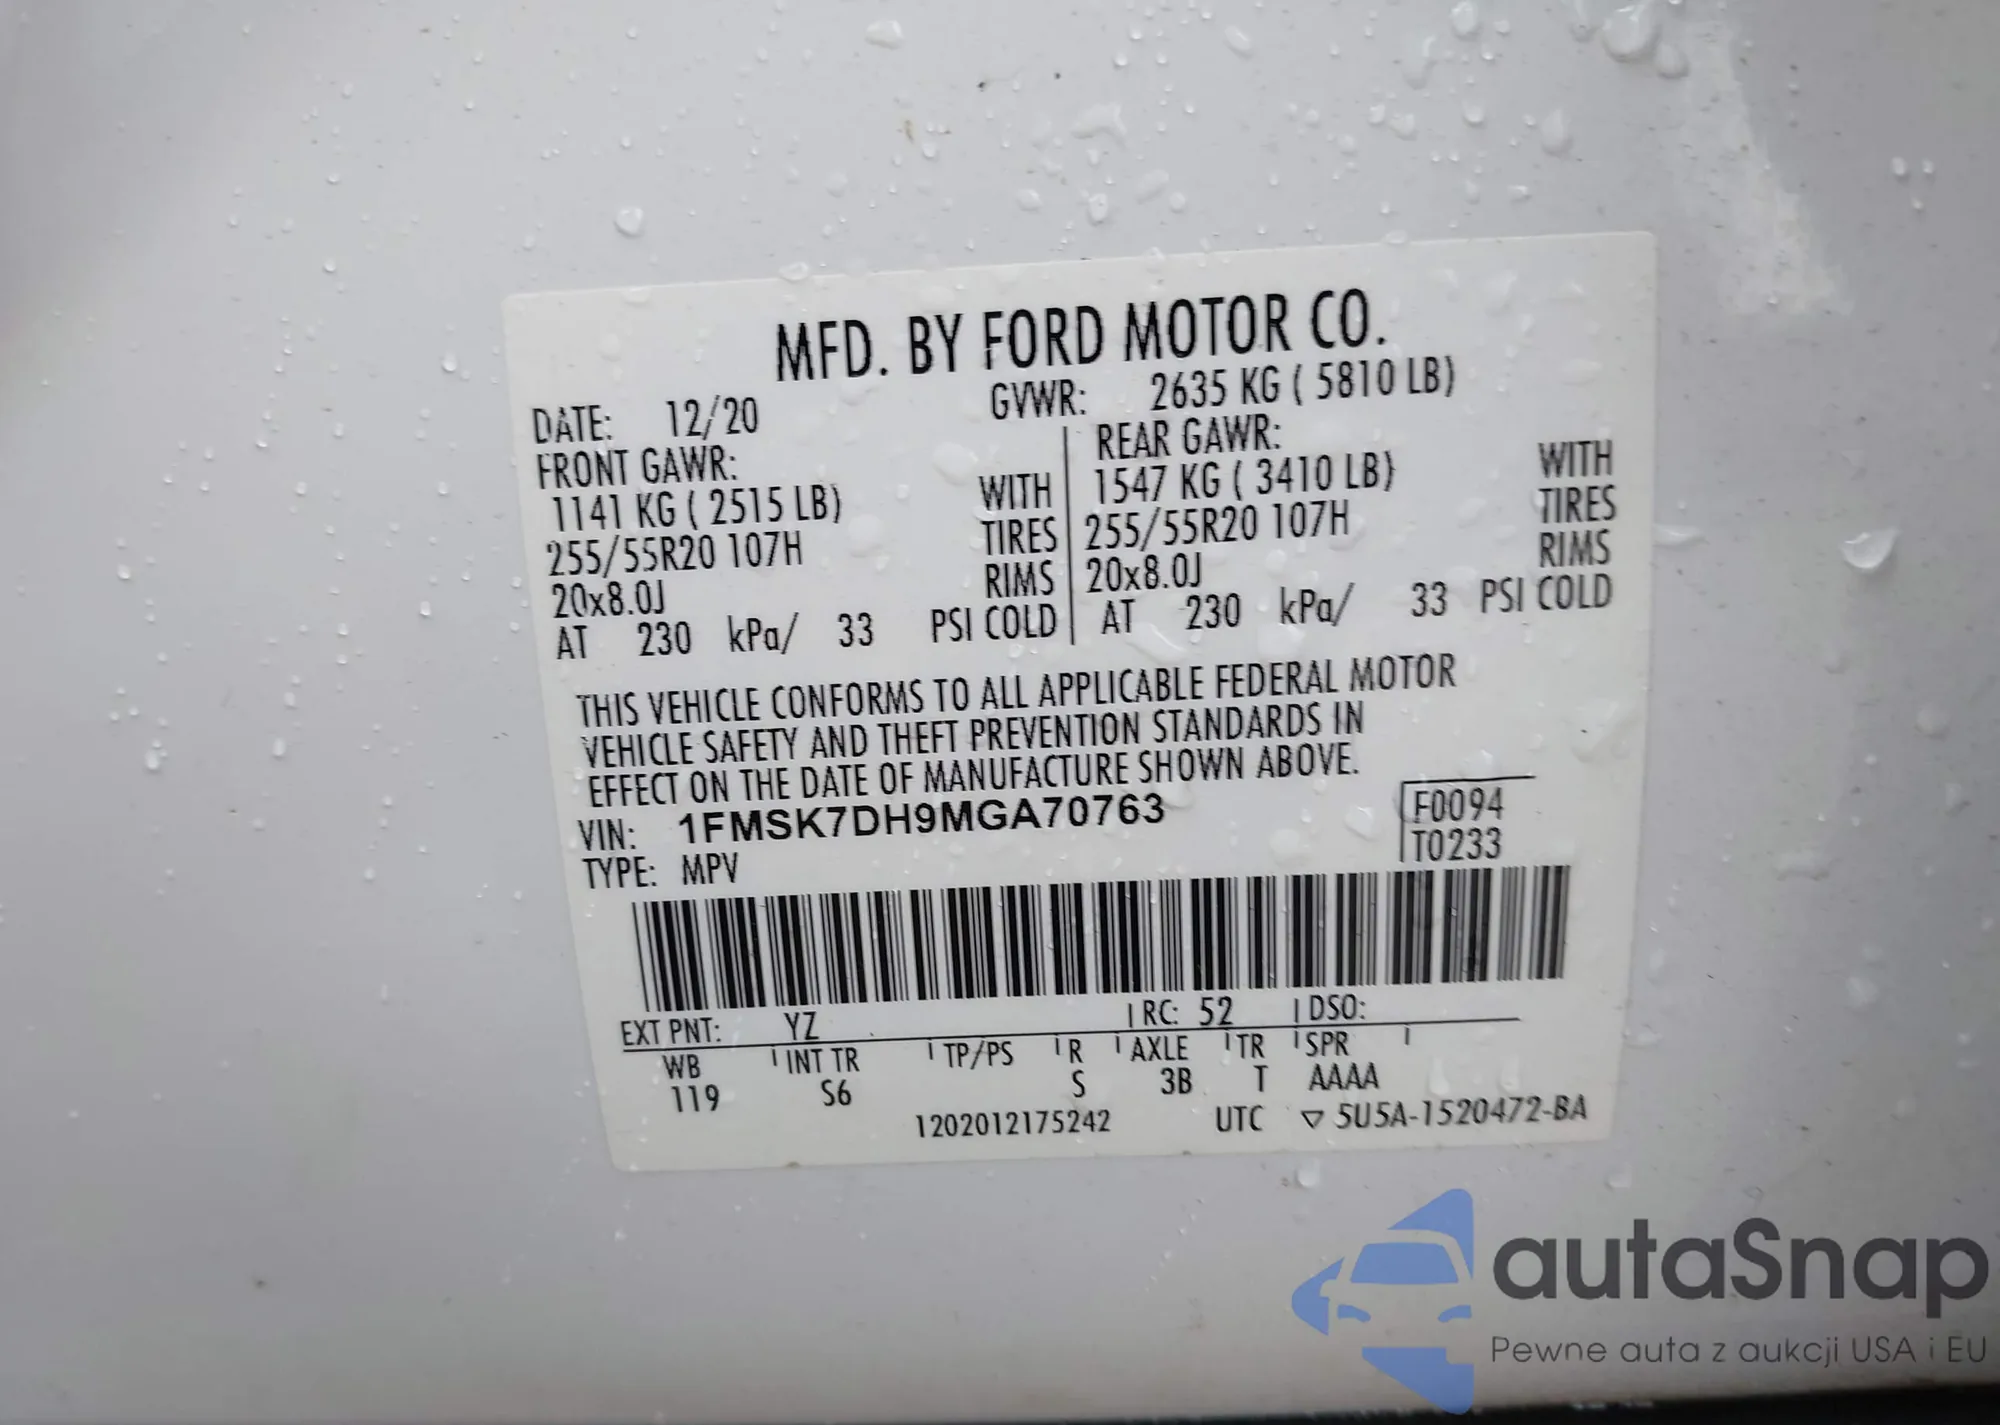 MFD. BY FORD MOTOR CO.
DATE: 12/20 GVWR: 2635 KG ( 5810 LB)
FRONT GAWR: REAR GAWR:
1141 KG ( 2515 LB) WITH 1547 KG ( 3410 LB) WITH
255/55R20 107H TIRES 255/55R20 107H TIRES
20x8.0J RIMS 20x8.0J RIMS
AT 230 kPa/ 33 PSI COLD AT 230 kPa/ 33 PSI COLD
THIS VEHICLE CONFORMS TO ALL APPLICABLE FEDERAL MOTOR
VEHICLE SAFETY AND THEFT PREVENTION STANDARDS IN
EFFECT ON THE DATE OF MANUFACTURE SHOWN ABOVE.
VIN: 1FMSK7DH9MGA70763 F0094
TYPE: MPV T0233
EXT PNT: YZ RC: 52 DSO:
WB INT TR TP/PS R AXLE TR SPR
119 S6 S 3B T AAAA
1202012175242 UTC ▽ 5U5A-1520472-BA
autaSnap
Pewne auta z aukcji USA i EU